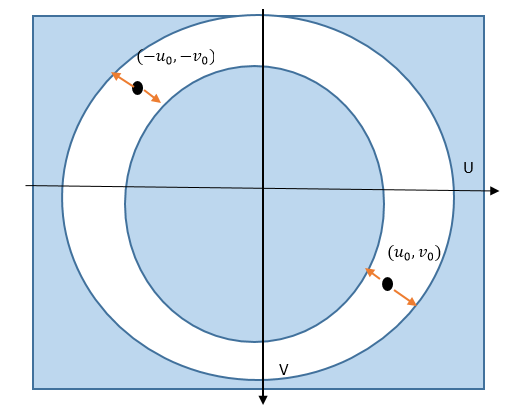 (−u₀, −v₀)
U
(u₀, v₀)
V